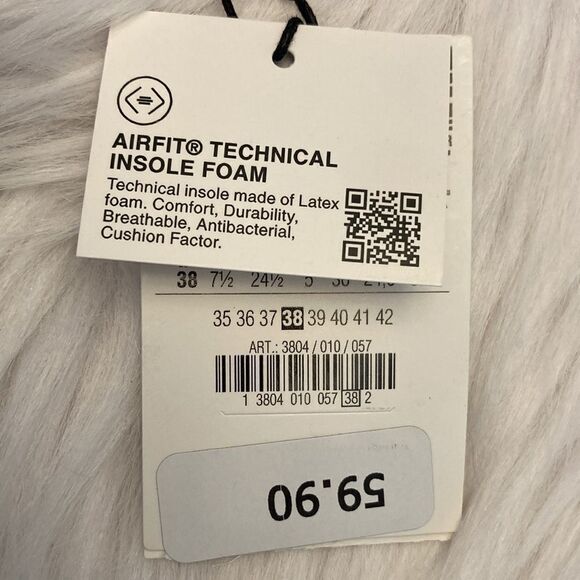 AIRFIT® TECHNICAL
INSOLE FOAM
Technical insole made of Latex
foam. Comfort, Durability,
Breathable, Antibacterial,
Cushion Factor.
38 7½ 24½ 5
35 36 37 38 39 40 41 42
ART.: 3804 / 010 / 057
1 3804 010 057 38 2
59.90